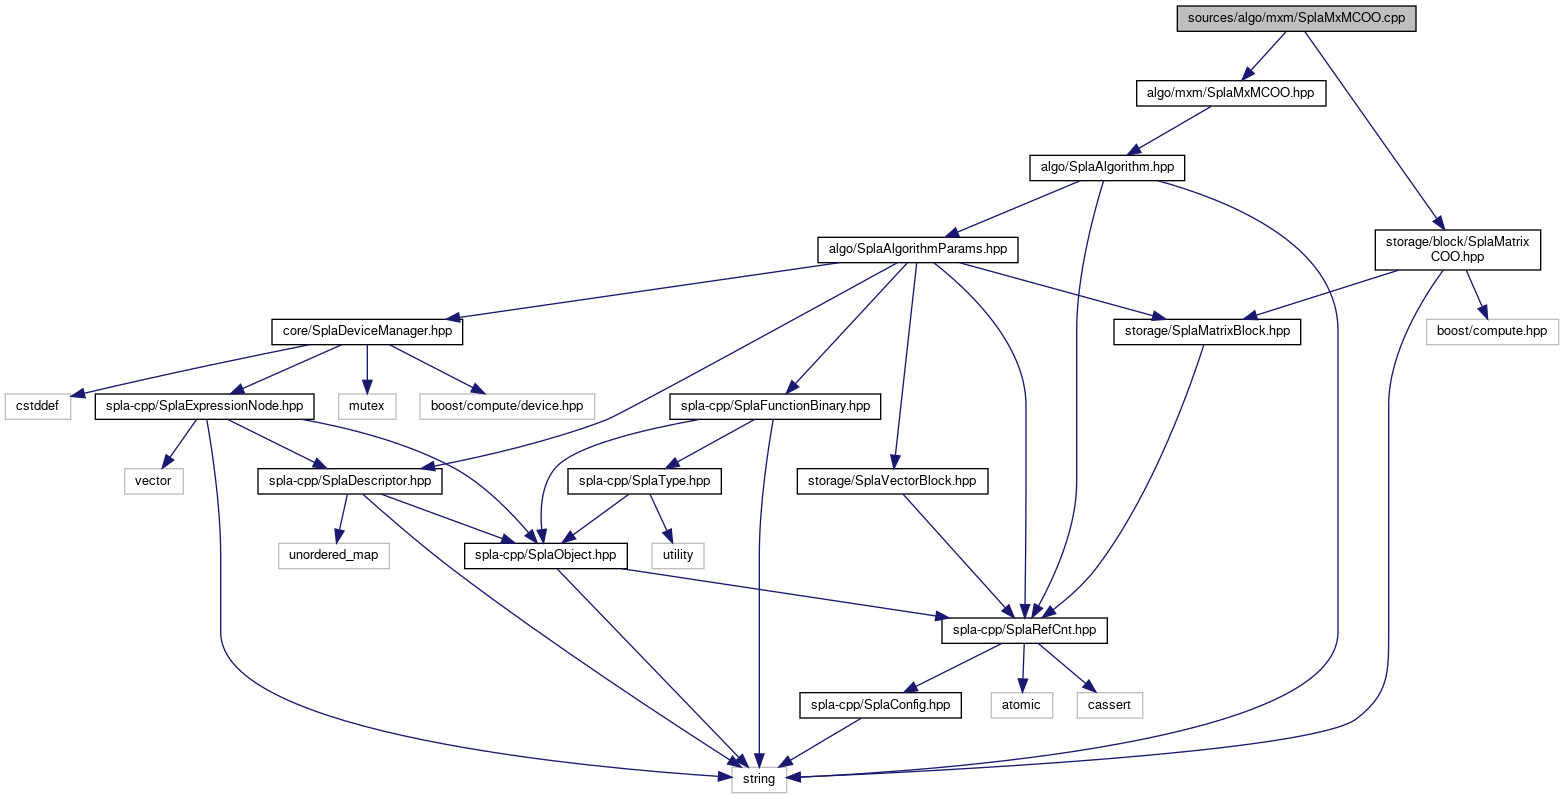 sources/algo/mxm/SplaMxMCOO.cpp
algo/mxm/SplaMxMCOO.hpp
algo/SplaAlgorithm.hpp
algo/SplaAlgorithmParams.hpp
storage/block/SplaMatrix
COO.hpp
core/SplaDeviceManager.hpp
storage/SplaMatrixBlock.hpp
boost/compute.hpp
cstddef
spla-cpp/SplaExpressionNode.hpp
mutex
boost/compute/device.hpp
spla-cpp/SplaFunctionBinary.hpp
vector
spla-cpp/SplaDescriptor.hpp
spla-cpp/SplaType.hpp
storage/SplaVectorBlock.hpp
unordered_map
spla-cpp/SplaObject.hpp
utility
spla-cpp/SplaRefCnt.hpp
spla-cpp/SplaConfig.hpp
atomic
cassert
string